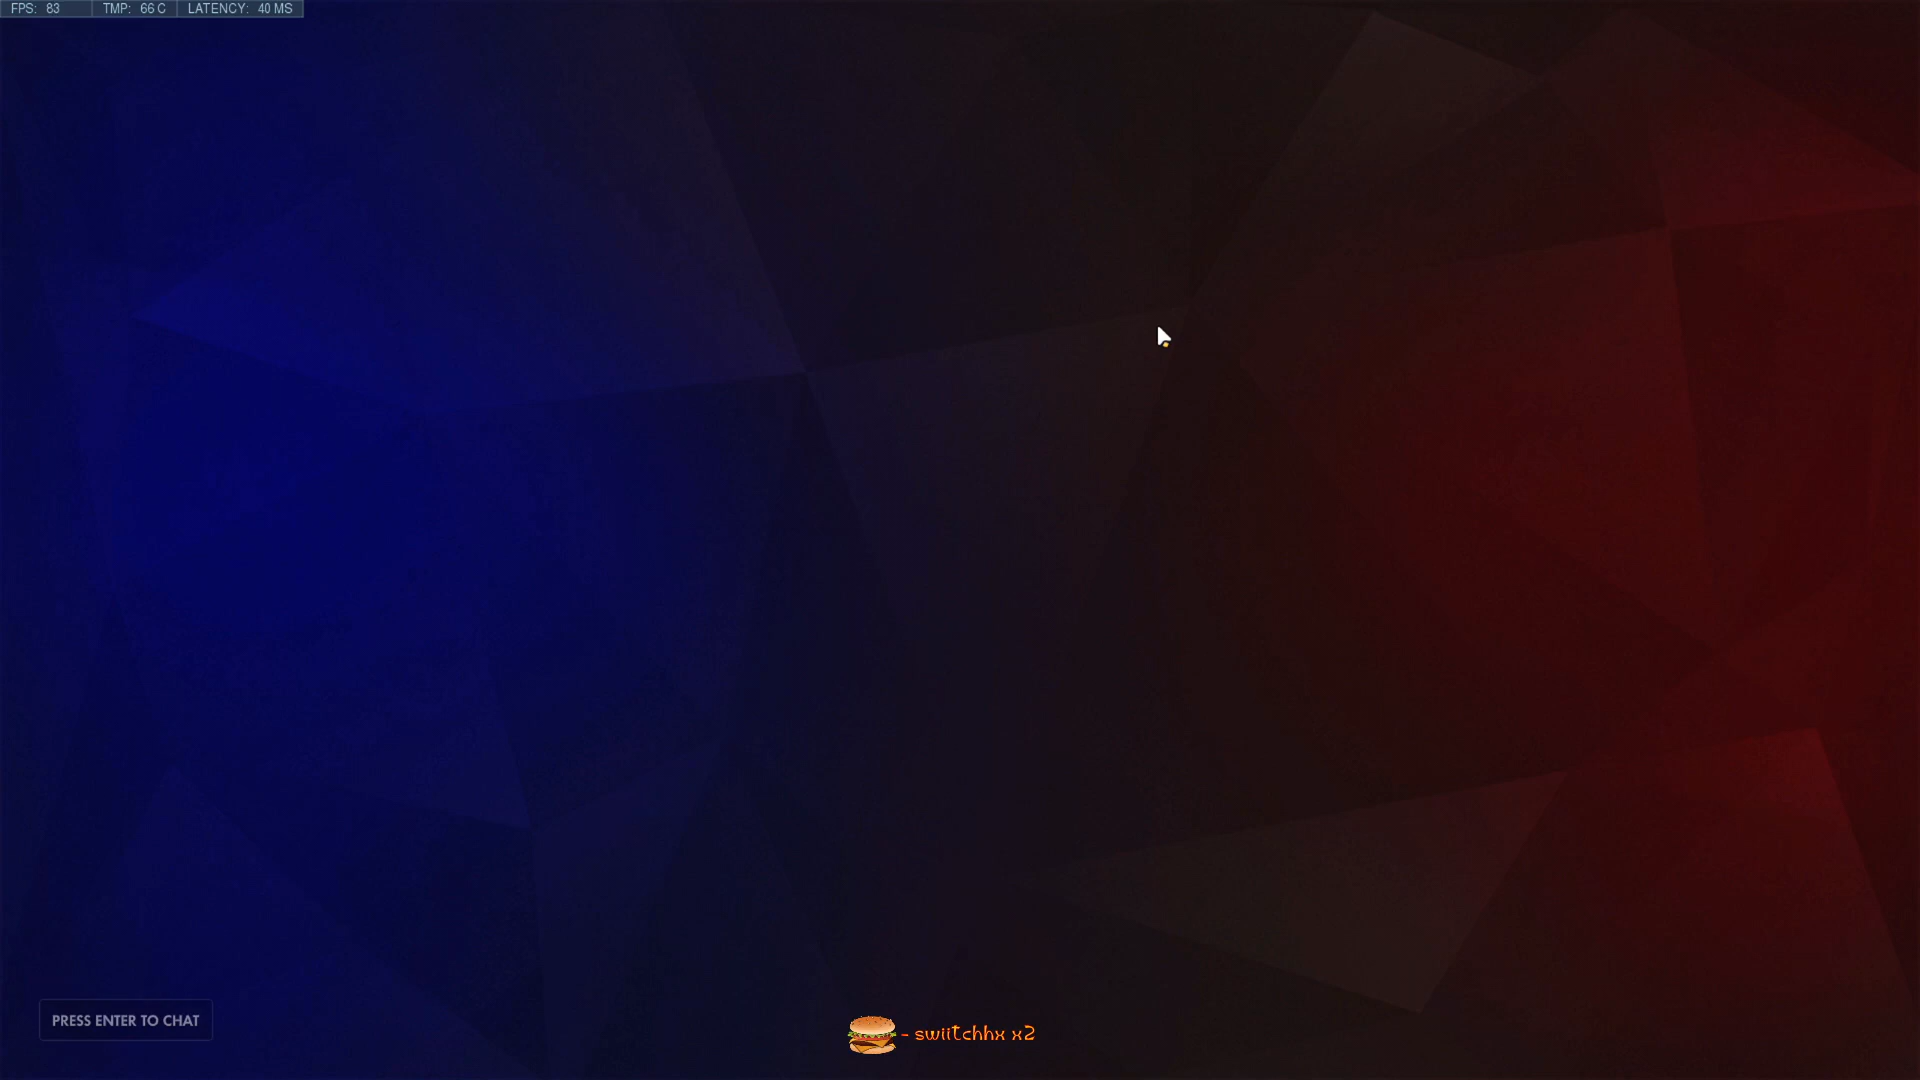 FPS: 83 TMP: 66 C LATENCY: 40 MS
PRESS ENTER TO CHAT
- swiitchhx x2